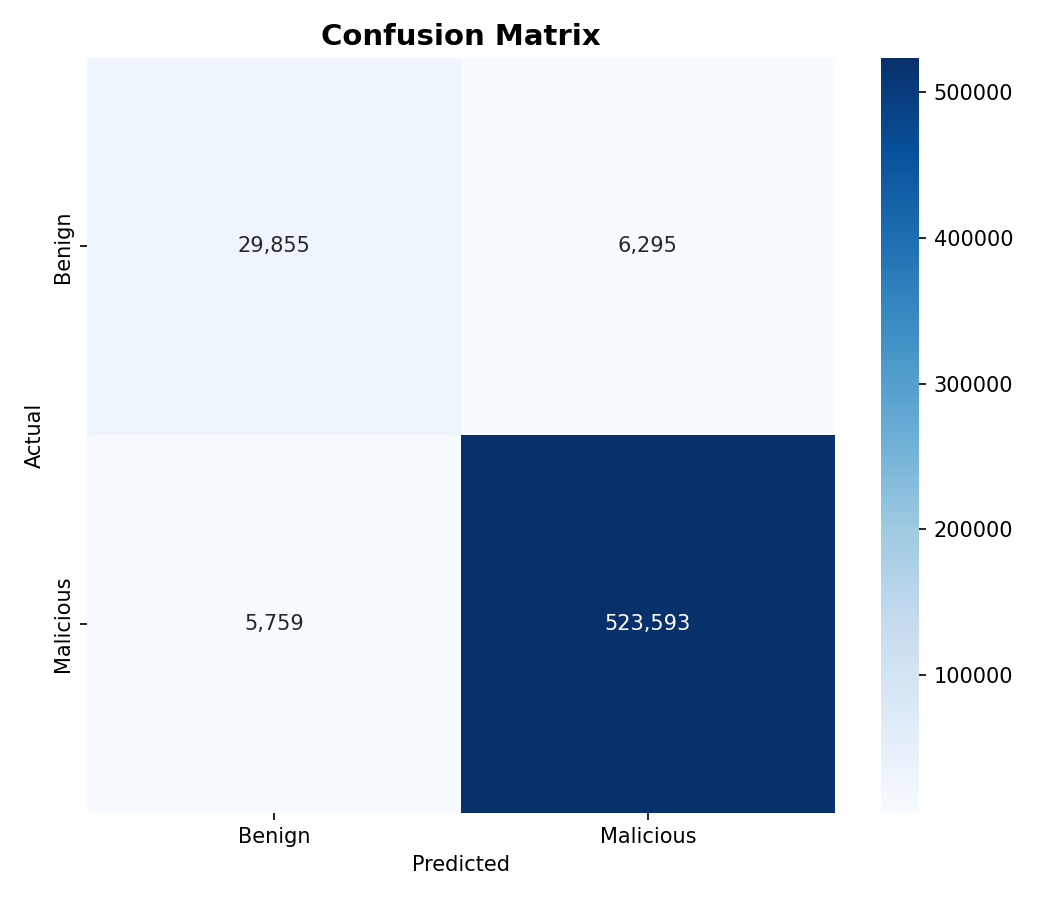 Confusion Matrix
Actual
Benign
29,855
6,295
Malicious
5,759
523,593
Benign
Malicious
Predicted
500000
400000
300000
200000
100000